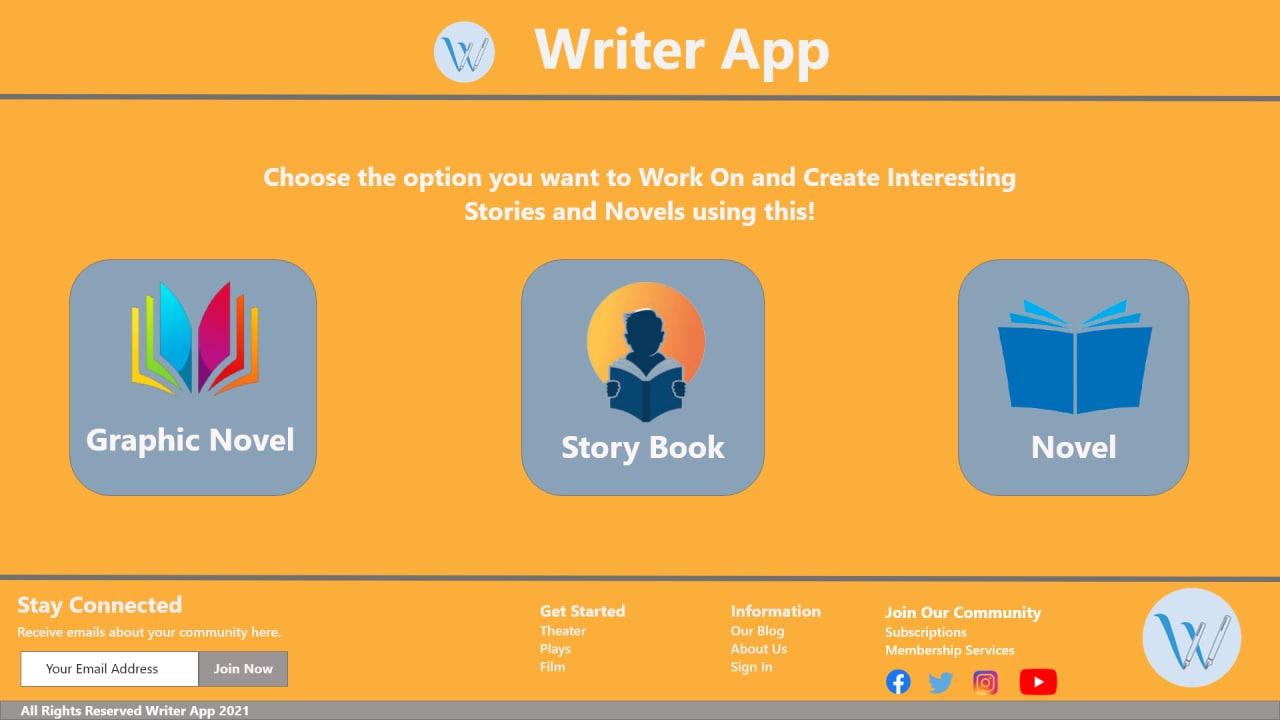 Writer App
Choose the option you want to Work On and Create Interesting
Stories and Novels using this!
Graphic Novel
Story Book
Novel
Stay Connected
Receive emails about your community here.
Your Email Address
Join Now
Get Started
Theater
Plays
Film
Information
Our Blog
About Us
Sign In
Join Our Community
Subscriptions
Membership Services
All Rights Reserved Writer App 2021